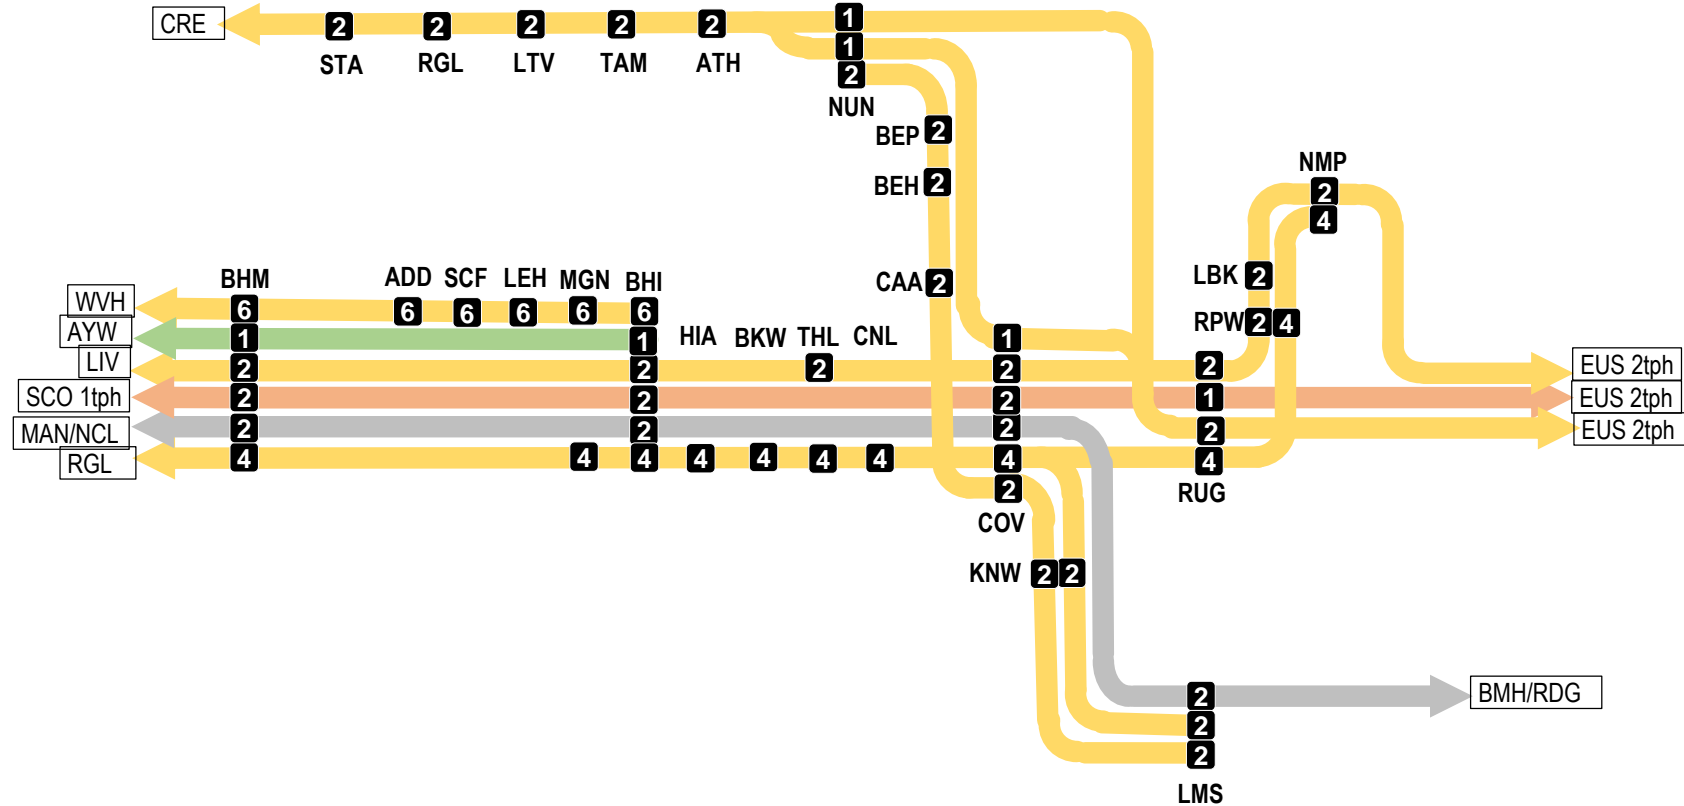 CRE
2 2 2 2 2 1
STA RGL LTV TAM ATH
1
2
NUN
BEP 2
BEH 2
NMP
2
4
CAA 2
LBK 2
RPW 2 4
BHM ADD SCF LEH MGN BHI
WVH 6 6 6 6 6 6
AYW 1 1 HIA BKW THL CNL 1
LIV 2 2 2 2 2 EUS 2tph
SCO 1tph 2 2 2 1 EUS 2tph
MAN/NCL 2 2 2 2 EUS 2tph
RGL 4 4 4 4 4 4 4 4 4
2
COV
RUG
KNW 2 2
2 BMH/RDG
2
2
LMS